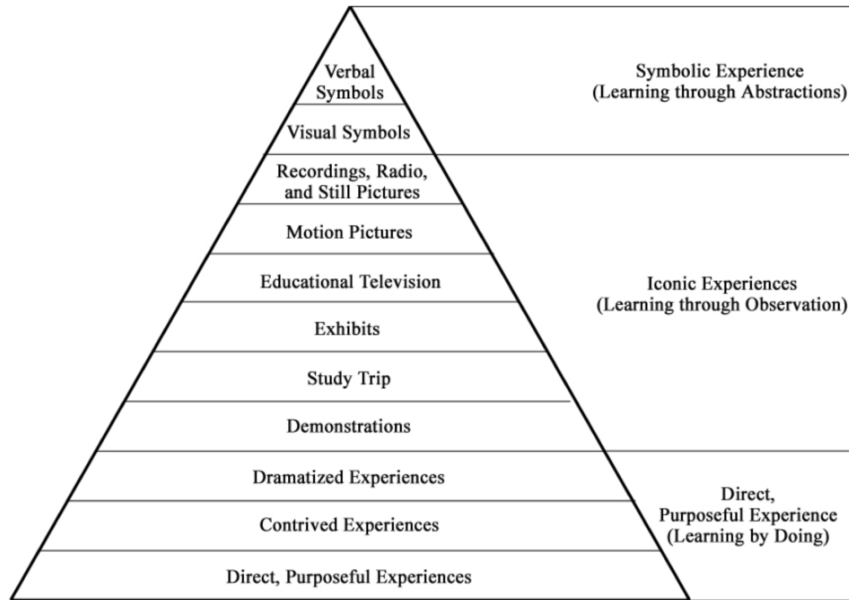 Verbal
Symbols
Visual Symbols
Recordings, Radio,
and Still Pictures
Motion Pictures
Educational Television
Exhibits
Study Trip
Demonstrations
Dramatized Experiences
Contrived Experiences
Direct, Purposeful Experiences
Symbolic Experience
(Learning through Abstractions)
Iconic Experiences
(Learning through Observation)
Direct,
Purposeful Experience
(Learning by Doing)